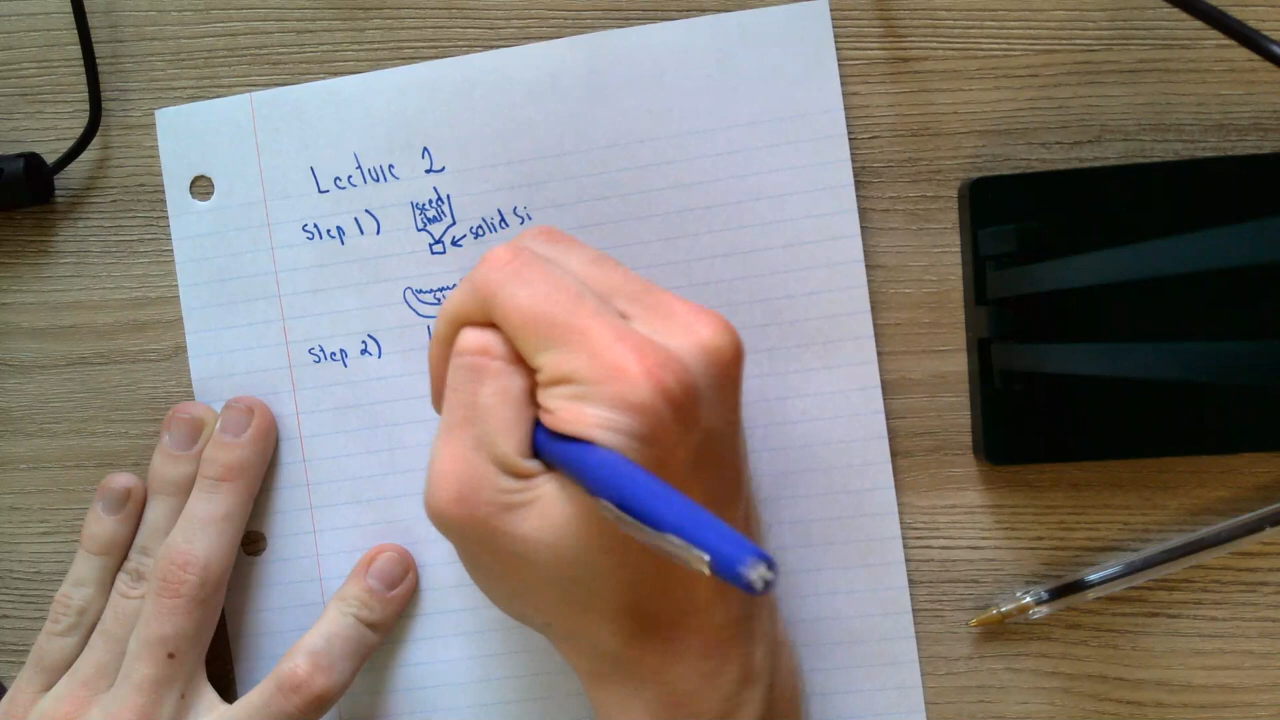 Lecture 2
Step 1)
seed
shaft
← solid Si
Step 2)